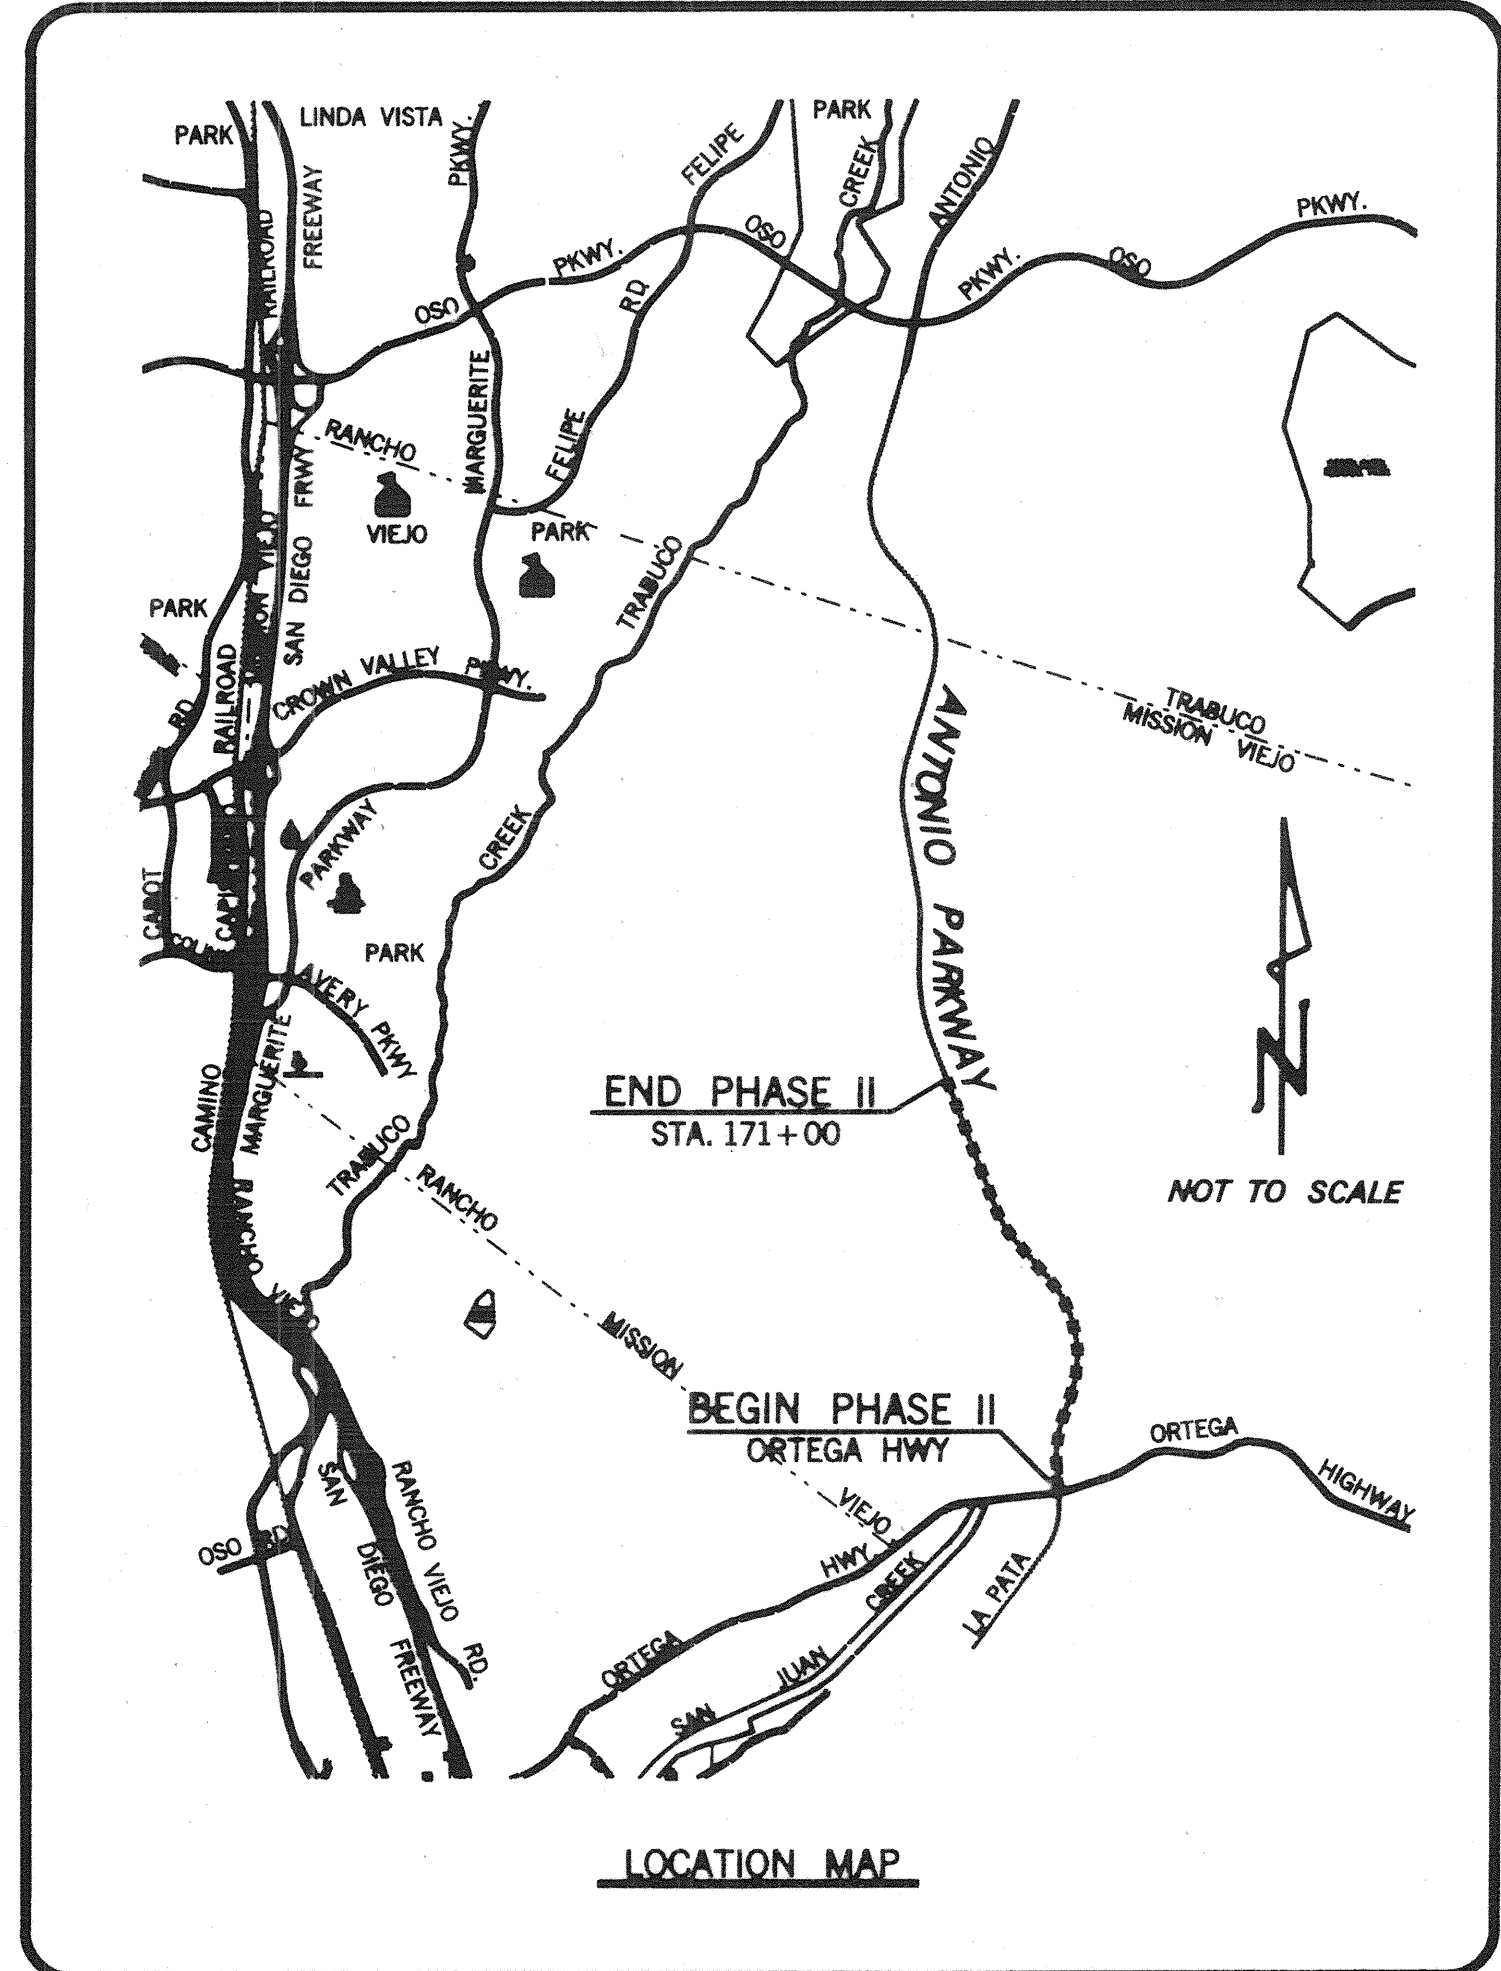 PARK
LINDA VISTA
PKWY.
FELIPE
PARK
CREEK
ANTONIO
PKWY.
RAILROAD
FREEWAY
OSO
PKWY.
OSO
PKWY.
OSO
RD
MARGUERITE
FELIPE
RANCHO
VIEJO
PARK
TRABUCO
SAN DIEGO FRWY
VIEJO
PARK
RD
RAILROAD
CROWN VALLEY PKWY.
TRABUCO
MISSION VIEJO
ANTONIO PARKWAY
PARKWAY
CREEK
CABOT
PARK
AVERY PKWY
CAMINO
MARGUERITE
END PHASE II
STA. 171+00
N
NOT TO SCALE
TRABUCO
RANCHO
RANCHO
VIEJO
MISSION
BEGIN PHASE II
ORTEGA HWY
ORTEGA
HIGHWAY
VIEJO
HWY.
CREEK
LA PATA
SAN
DIEGO
FREEWAY
RANCHO VIEJO RD.
OSO RD
ORTEGA
JUAN
SAN
LOCATION MAP